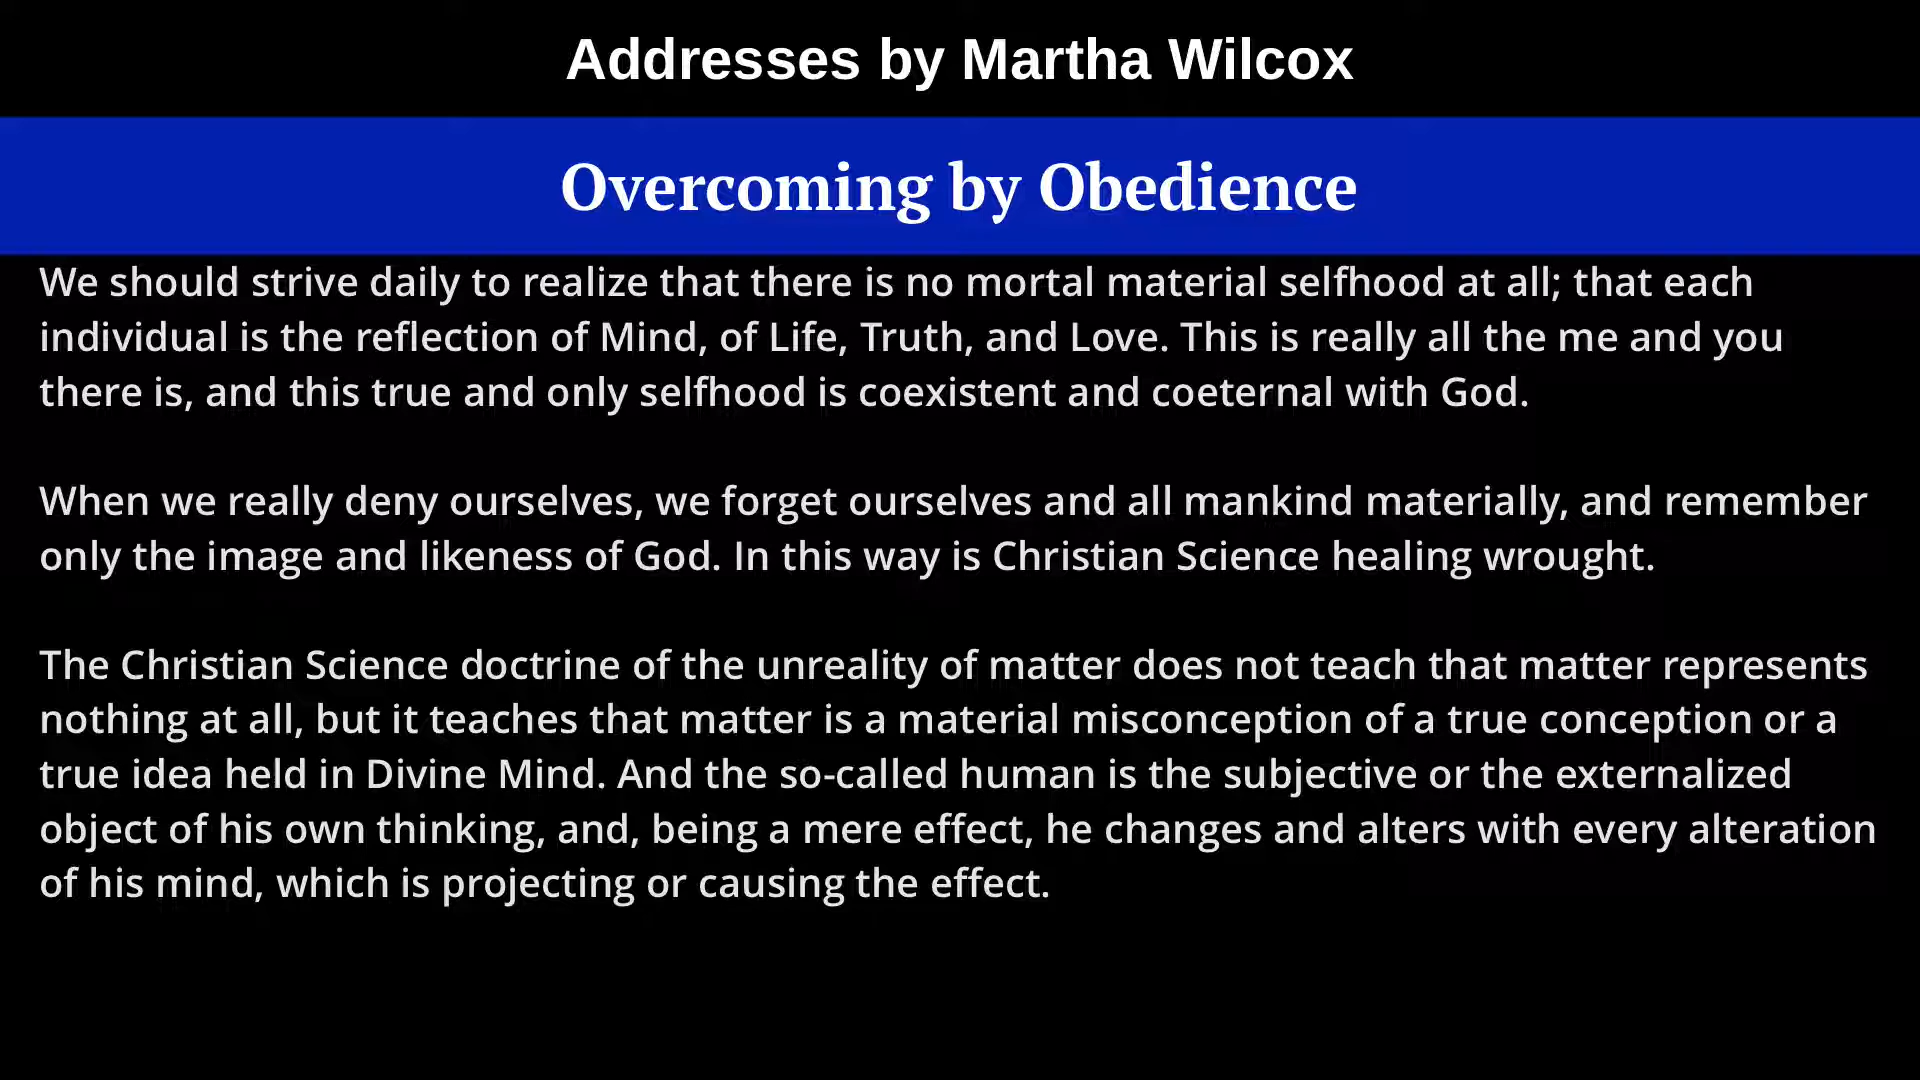 Addresses by Martha Wilcox
Overcoming by Obedience
We should strive daily to realize that there is no mortal material selfhood at all; that each
individual is the reflection of Mind, of Life, Truth, and Love. This is really all the me and you
there is, and this true and only selfhood is coexistent and coeternal with God.
When we really deny ourselves, we forget ourselves and all mankind materially, and remember
only the image and likeness of God. In this way is Christian Science healing wrought.
The Christian Science doctrine of the unreality of matter does not teach that matter represents
nothing at all, but it teaches that matter is a material misconception of a true conception or a
true idea held in Divine Mind. And the so-called human is the subjective or the externalized
object of his own thinking, and, being a mere effect, he changes and alters with every alteration
of his mind, which is projecting or causing the effect.